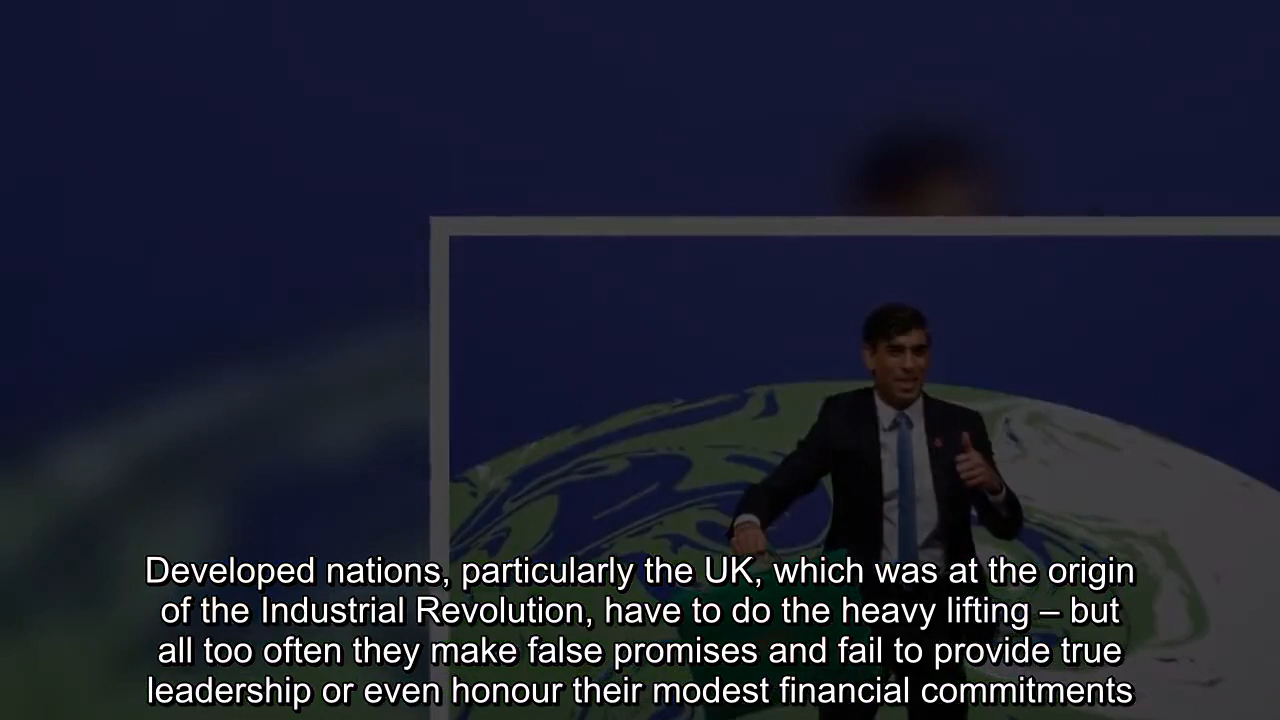 Developed nations, particularly the UK, which was at the origin
of the Industrial Revolution, have to do the heavy lifting – but
all too often they make false promises and fail to provide true
leadership or even honour their modest financial commitments